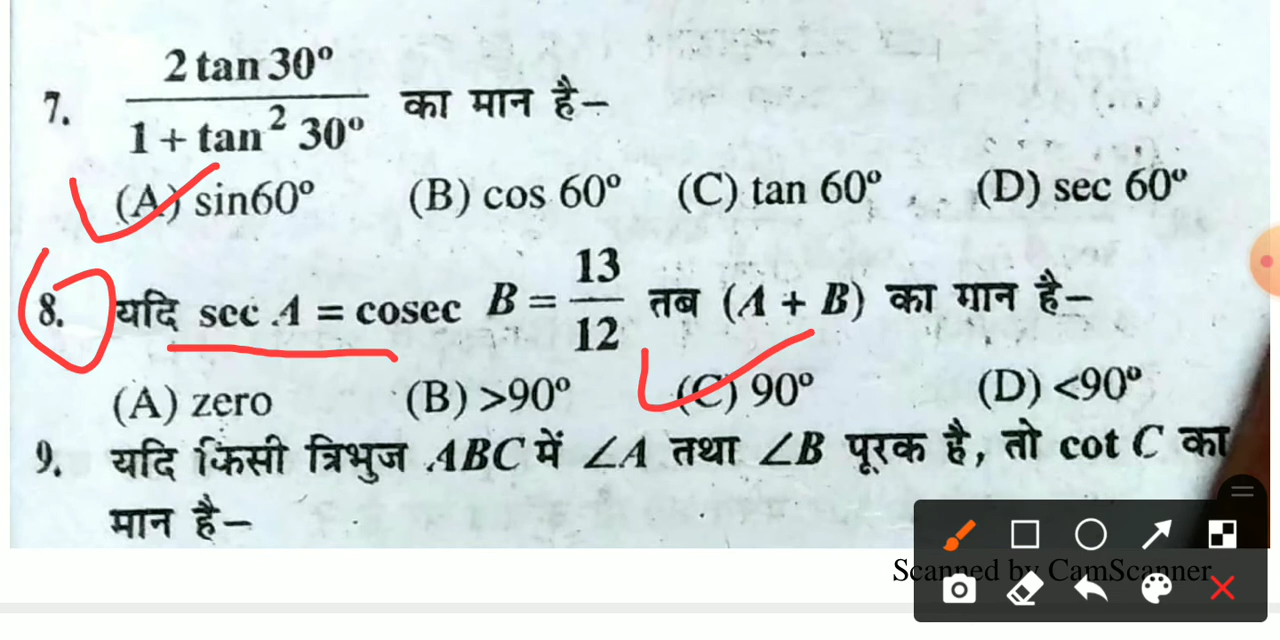 7. 2 tan 30° / 1 + tan² 30° का मान है–
(A) sin60° (B) cos 60° (C) tan 60° (D) sec 60°
8. यदि sec A = cosec B = 13/12 तब (A + B) का मान है–
(A) zero (B) >90° (C) 90° (D) <90°
9. यदि किसी त्रिभुज ABC में ∠A तथा ∠B पूरक है, तो cot C का
मान है–
Scanned by CamScanner